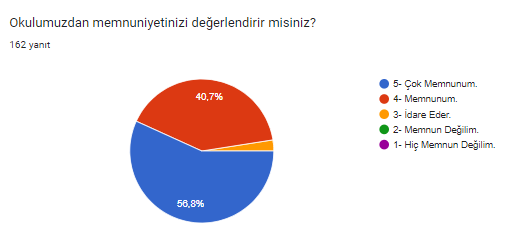 Okulumuzdan memnuniyetinizi değerlendirir misiniz?
162 yanıt
40,7%
56,8%
5- Çok Memnunum.
4- Memnunum.
3- İdare Eder.
2- Memnun Değilim.
1- Hiç Memnun Değilim.